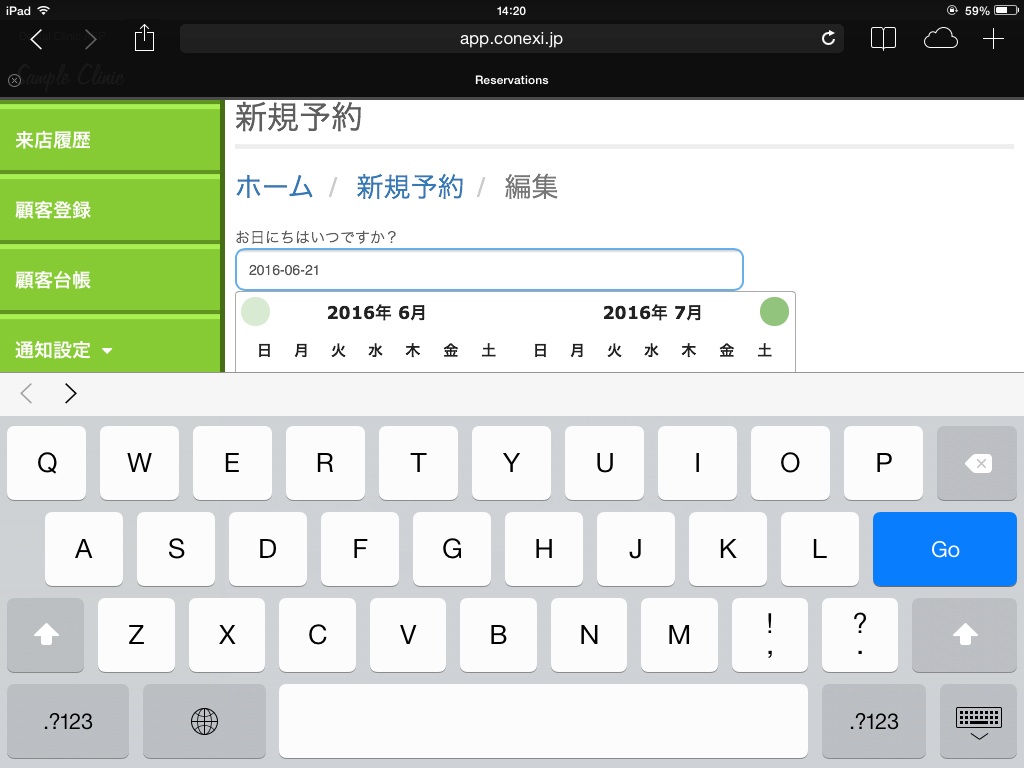 iPad 14:20 59%
app.conexi.jp
Sample Clinic
Reservations
来店履歴
顧客登録
顧客台帳
通知設定
新規予約
ホーム / 新規予約 / 編集
お日にちはいつですか？
2016-06-21
2016年 6月 2016年 7月
日 月 火 水 木 金 土 日 月 火 水 木 金 土
Q W E R T Y U I O P
A S D F G H J K L Go
Z X C V B N M ! , ? .
.?123 .?123